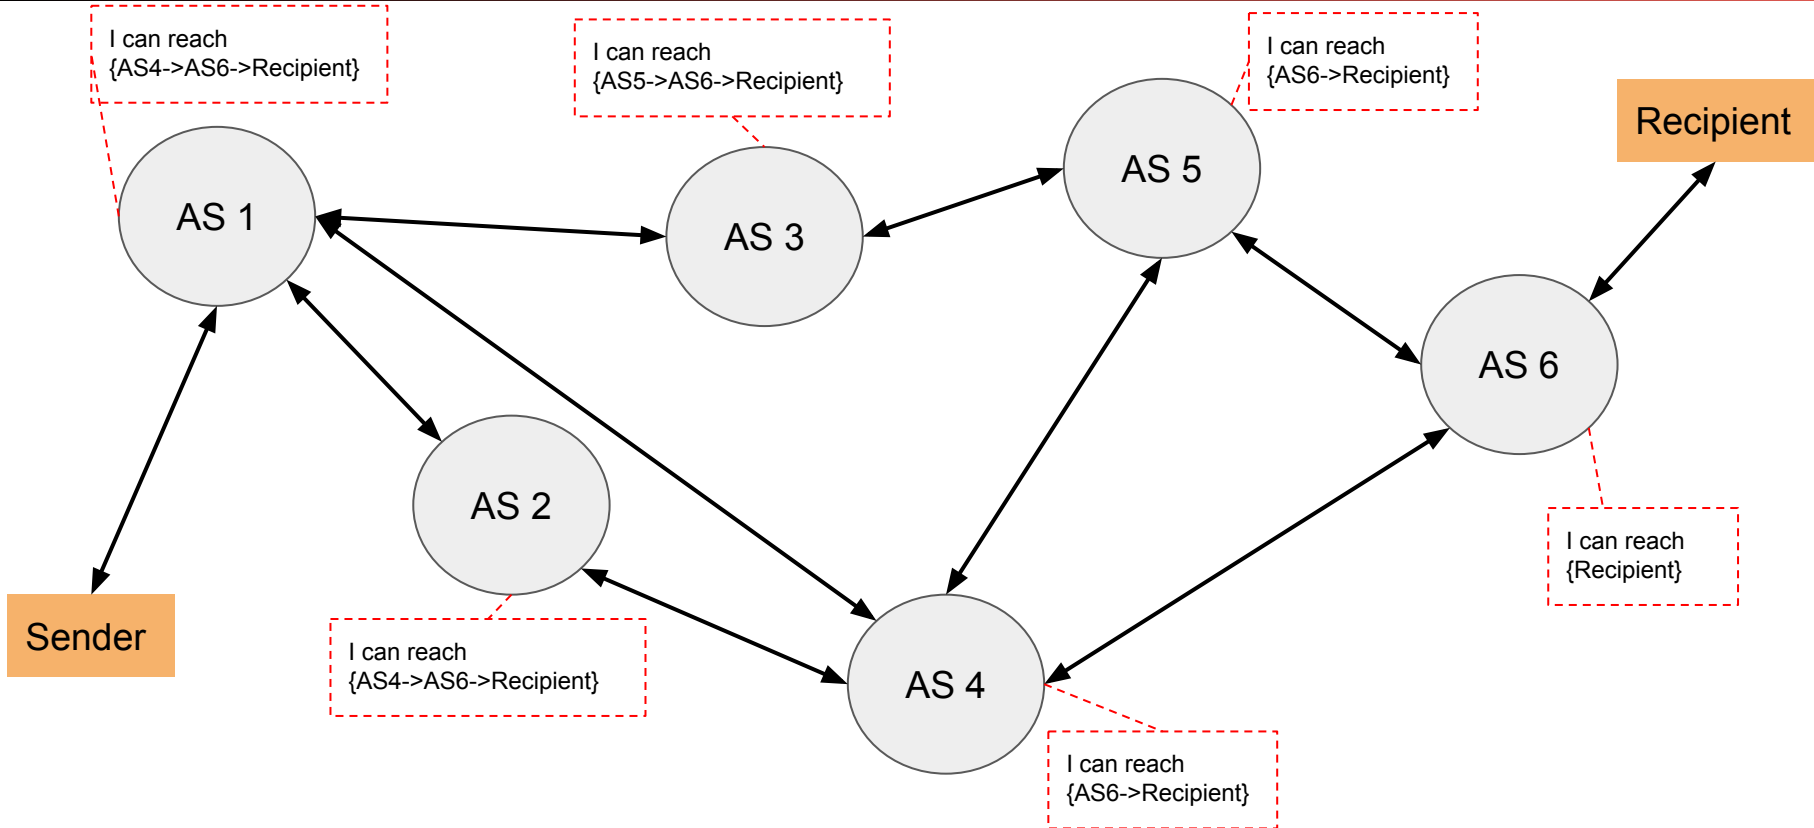 I can reach
{AS4->AS6->Recipient}
I can reach
{AS5->AS6->Recipient}
I can reach
{AS6->Recipient}
Recipient
AS 1
AS 3
AS 5
AS 6
AS 2
I can reach
{Recipient}
Sender
I can reach
{AS4->AS6->Recipient}
AS 4
I can reach
{AS6->Recipient}